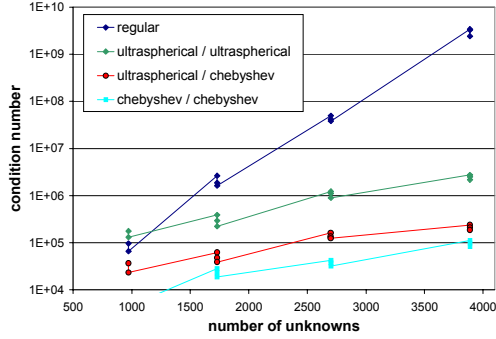 1E+10
1E+09
1E+08
1E+07
1E+06
1E+05
1E+04
condition number
regular
ultraspherical / ultraspherical
ultraspherical / chebyshev
chebyshev / chebyshev
500 1000 1500 2000 2500 3000 3500 4000
number of unknowns